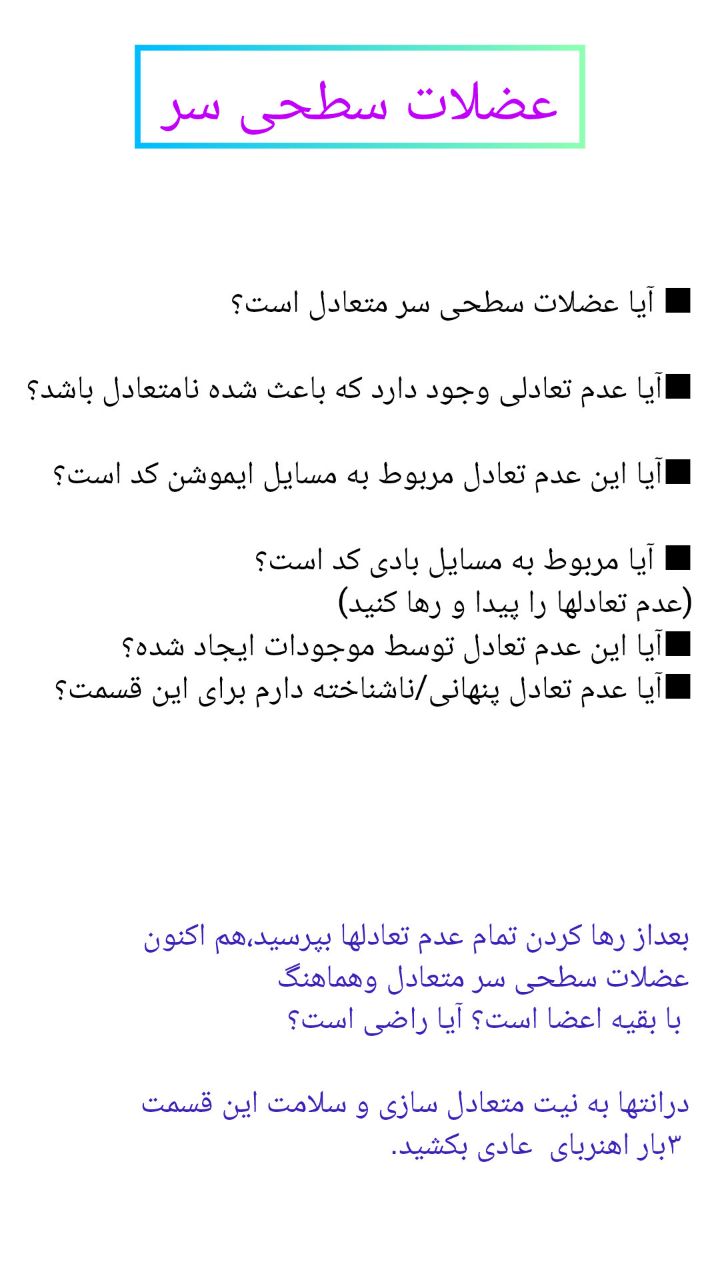 عضلات سطحی سر
■ آیا عضلات سطحی سر متعادل است؟
■آیا عدم تعادلی وجود دارد که باعث شده نامتعادل باشد؟
■آیا این عدم تعادل مربوط به مسایل ایموشن کد است؟
■ آیا مربوط به مسایل بادی کد است؟
(عدم تعادلها را پیدا و رها کنید)
■آیا این عدم تعادل توسط موجودات ایجاد شده؟
■آیا عدم تعادل پنهانی/ناشناخته دارم برای این قسمت؟
بعداز رها کردن تمام عدم تعادلها بپرسید،هم اکنون
عضلات سطحی سر متعادل وهماهنگ
با بقیه اعضا است؟ آیا راضی است؟
درانتها به نیت متعادل سازی و سلامت این قسمت
۳بار اهنربای عادی بکشید.